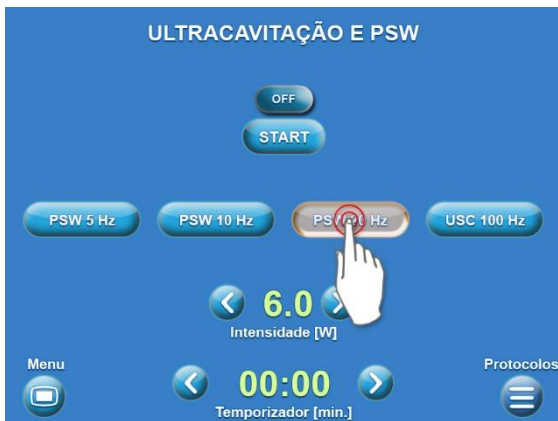 ULTRACAVITAÇÃO E PSW
OFF
START
PSW 5 Hz
PSW 10 Hz
Hz
USC 100 Hz
6.0
Intensidade [W]
Menu
00:00
Protocolos
Temporizador [min.]